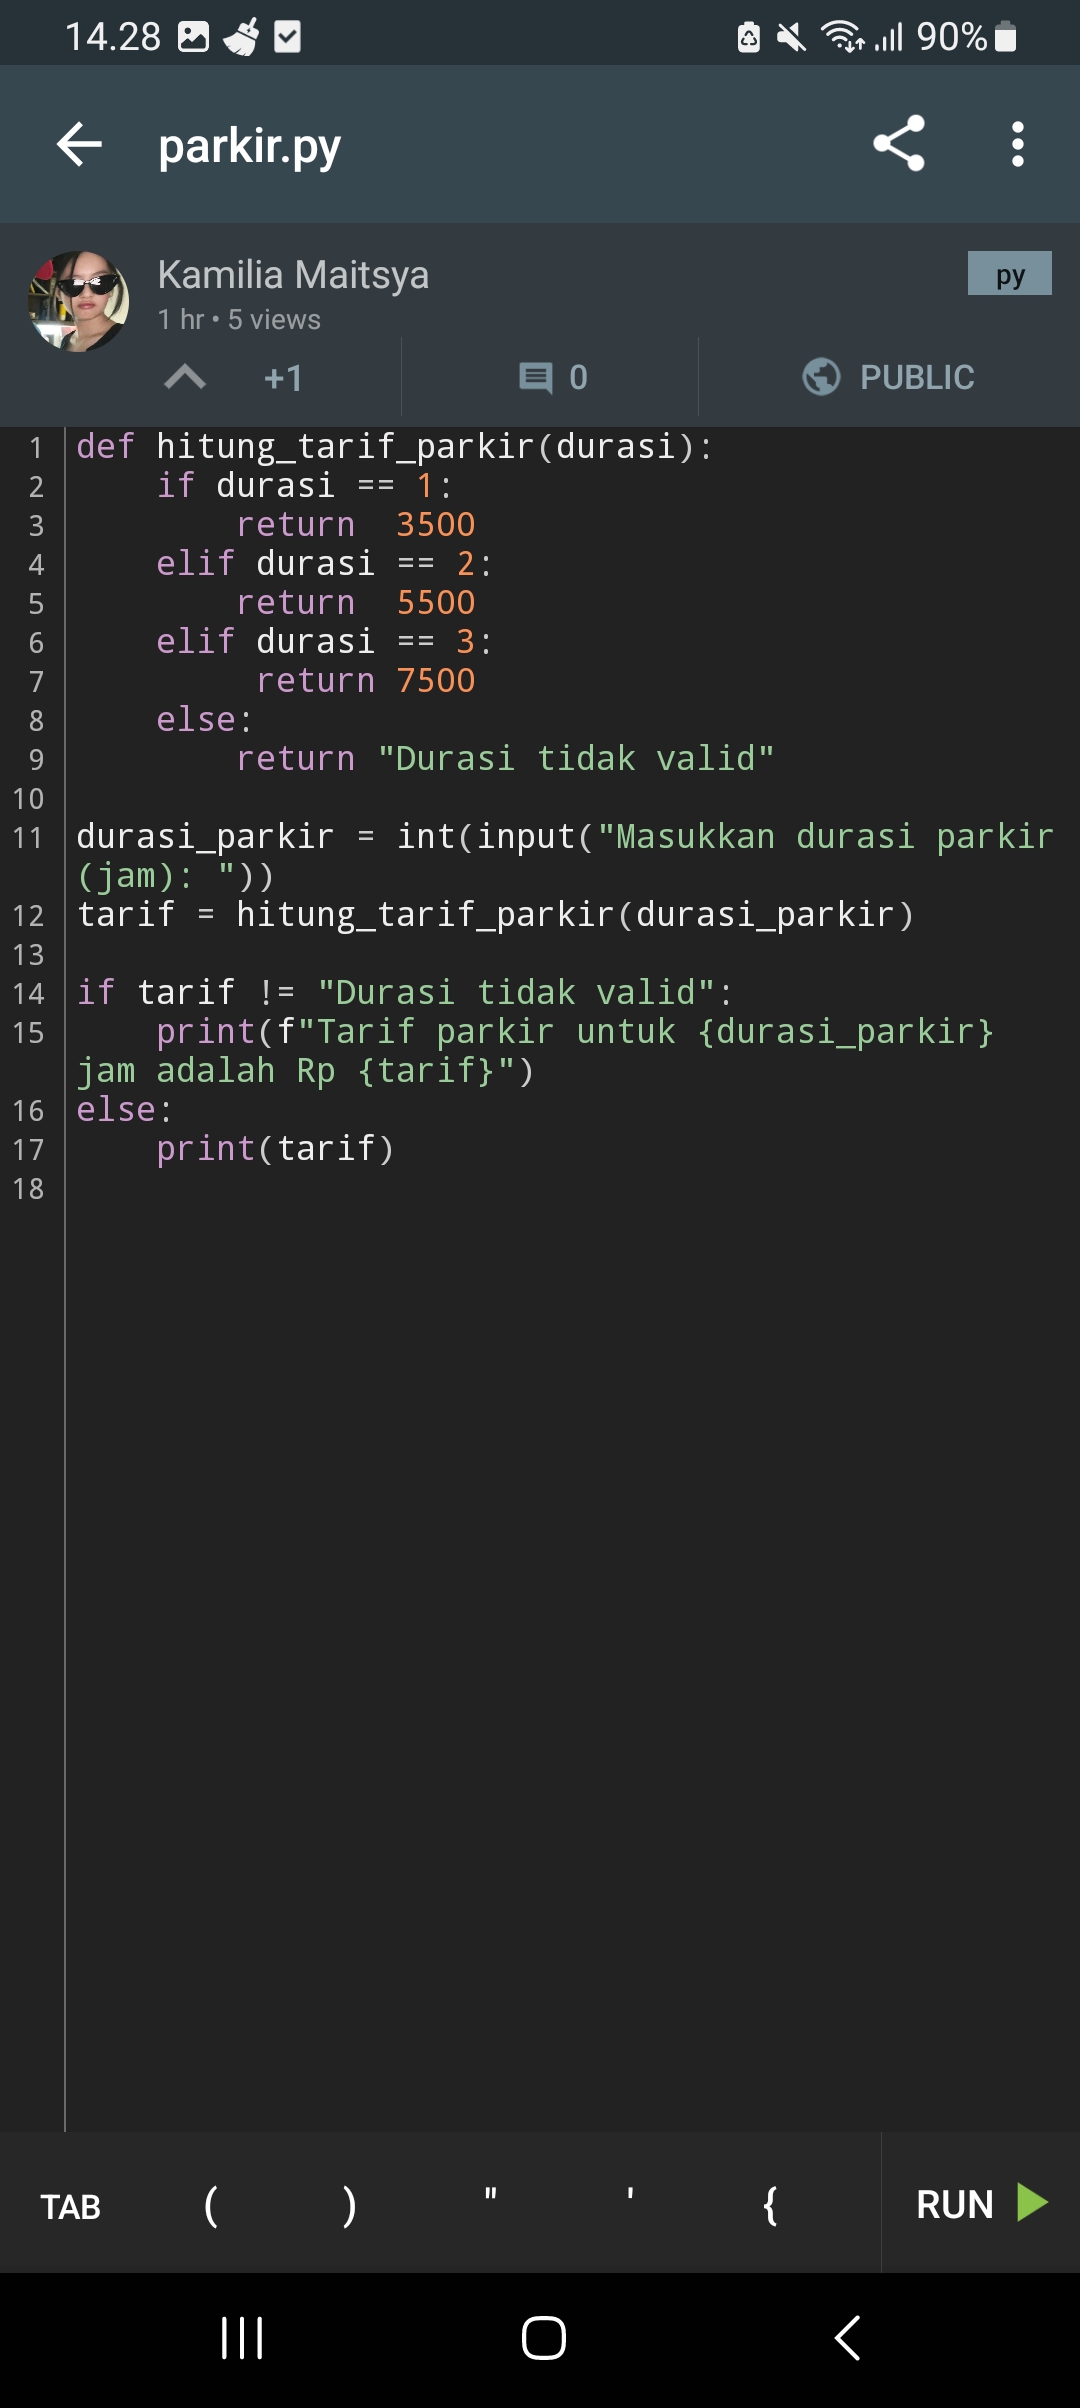 14.28 90%
parkir.py
Kamilia Maitsya
py
1 hr • 5 views
+1 0 PUBLIC
1 def hitung_tarif_parkir(durasi):
2     if durasi == 1:
3         return  3500
4     elif durasi == 2:
5         return  5500
6     elif durasi == 3:
7          return 7500
8     else:
9         return "Durasi tidak valid"
10
11 durasi_parkir = int(input("Masukkan durasi parkir
(jam): "))
12 tarif = hitung_tarif_parkir(durasi_parkir)
13
14 if tarif != "Durasi tidak valid":
15     print(f"Tarif parkir untuk {durasi_parkir}
jam adalah Rp {tarif}")
16 else:
17     print(tarif)
18
TAB ( ) " ' { RUN